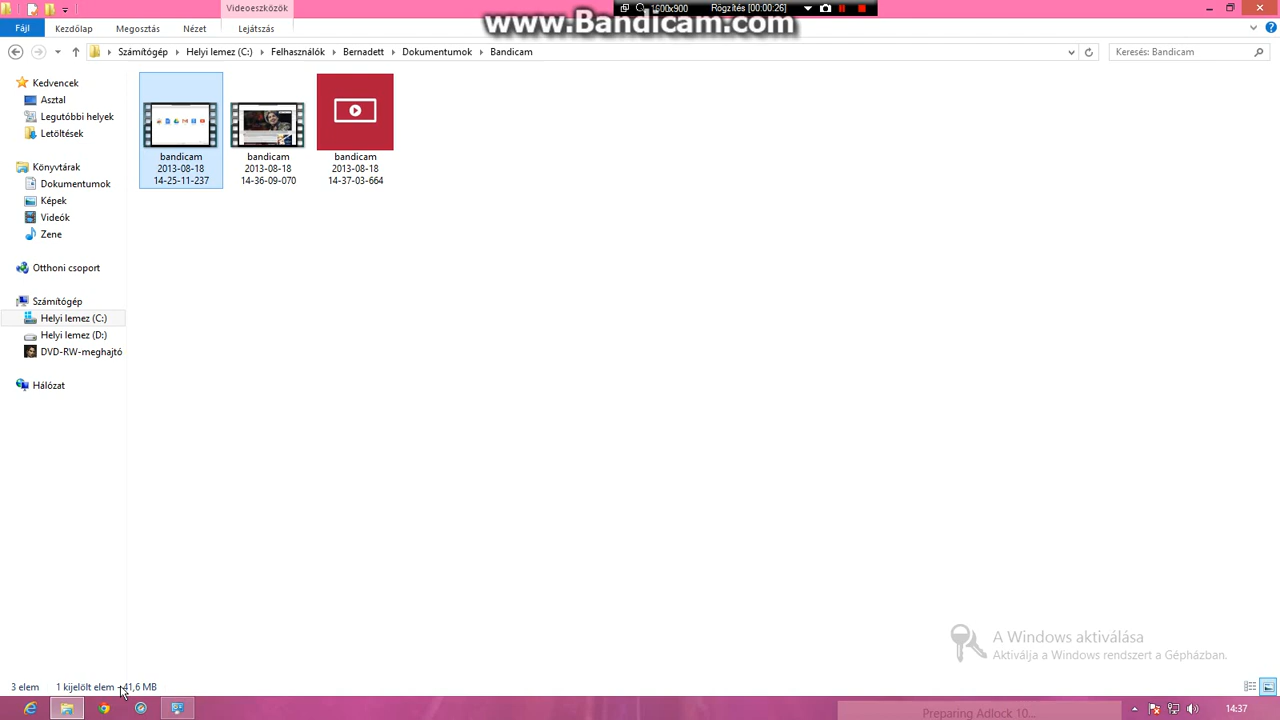 Videoeszközök
1600x900 Rögzítés [00:00:26]
www.Bandicam.com
Fájl Kezdőlap Megosztás Nézet Lejátszás
Számítógép Helyi lemez (C:) Felhasználók Bernadett Dokumentumok Bandicam
Keresés: Bandicam
Kedvencek
Asztal
Legutóbbi helyek
Letöltések
Könyvtárak
Dokumentumok
Képek
Videók
Zene
Otthoni csoport
Számítógép
Helyi lemez (C:)
Helyi lemez (D:)
DVD-RW-meghajtó
Hálózat
bandicam
2013-08-18
14-25-11-237
bandicam
2013-08-18
14-36-09-070
bandicam
2013-08-18
14-37-03-664
A Windows aktiválása
Aktiválja a Windows rendszert a Gépházban.
3 elem 1 kijelölt elem 41,6 MB
Preparing Adlock 10...
14:37